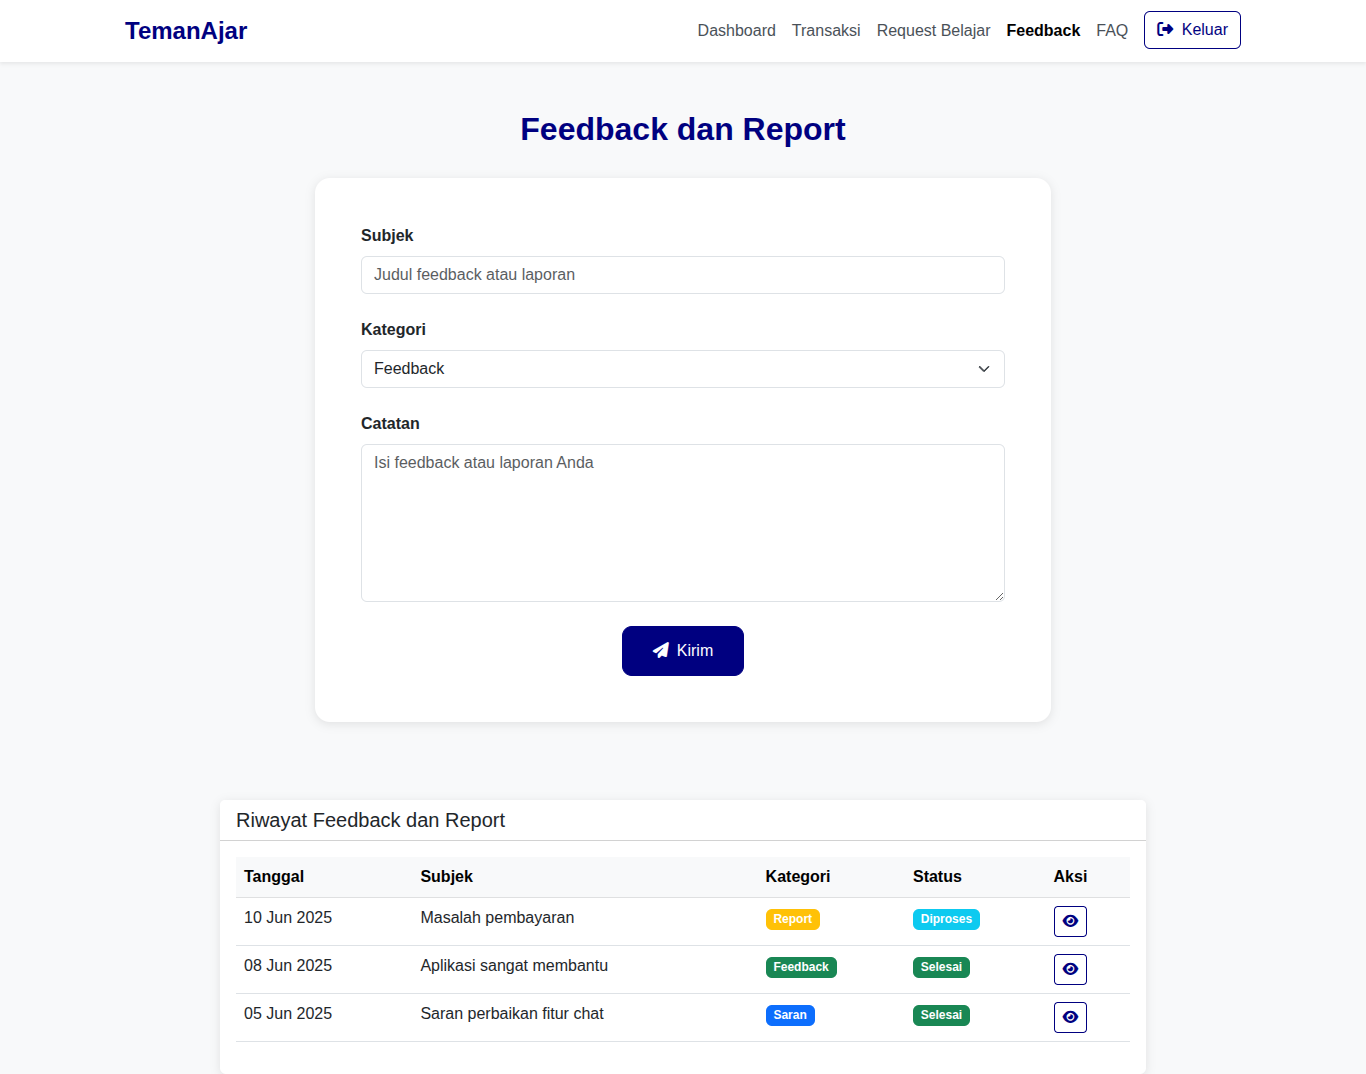 TemanAjar
Dashboard Transaksi Request Belajar Feedback FAQ Keluar
Feedback dan Report
Subjek
Judul feedback atau laporan
Kategori
Feedback
Catatan
Isi feedback atau laporan Anda
Kirim
Riwayat Feedback dan Report
Tanggal Subjek Kategori Status Aksi
10 Jun 2025 Masalah pembayaran Report Diproses
08 Jun 2025 Aplikasi sangat membantu Feedback Selesai
05 Jun 2025 Saran perbaikan fitur chat Saran Selesai